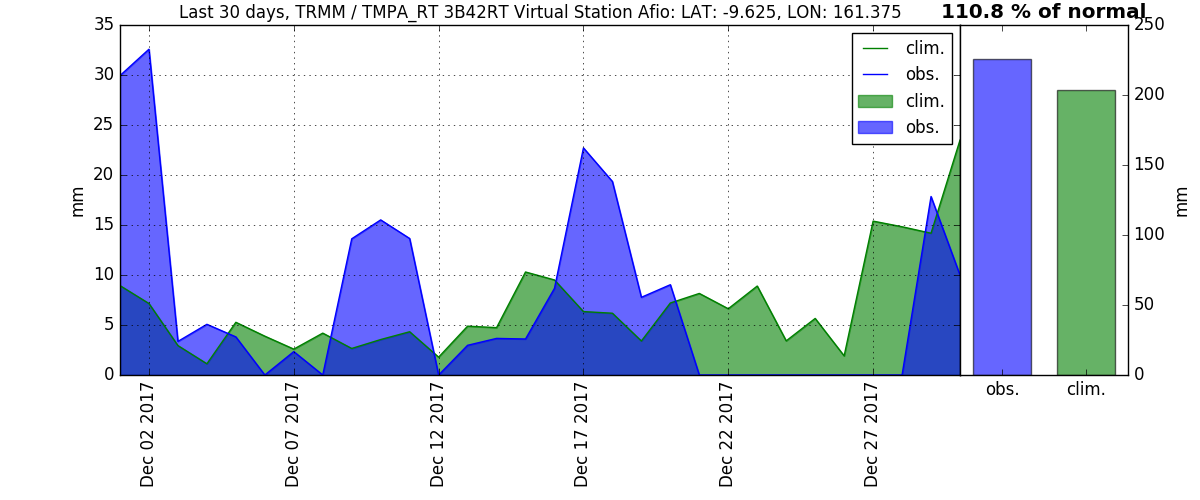 Last 30 days, TRMM / TMPA_RT 3B42RT Virtual Station Afio: LAT: -9.625, LON: 161.375
110.8 % of normal
35
30
25
20
15
10
5
0
mm
clim.
obs.
clim.
obs.
250
200
150
100
50
0
mm
obs.
clim.
Dec 02 2017
Dec 07 2017
Dec 12 2017
Dec 17 2017
Dec 22 2017
Dec 27 2017